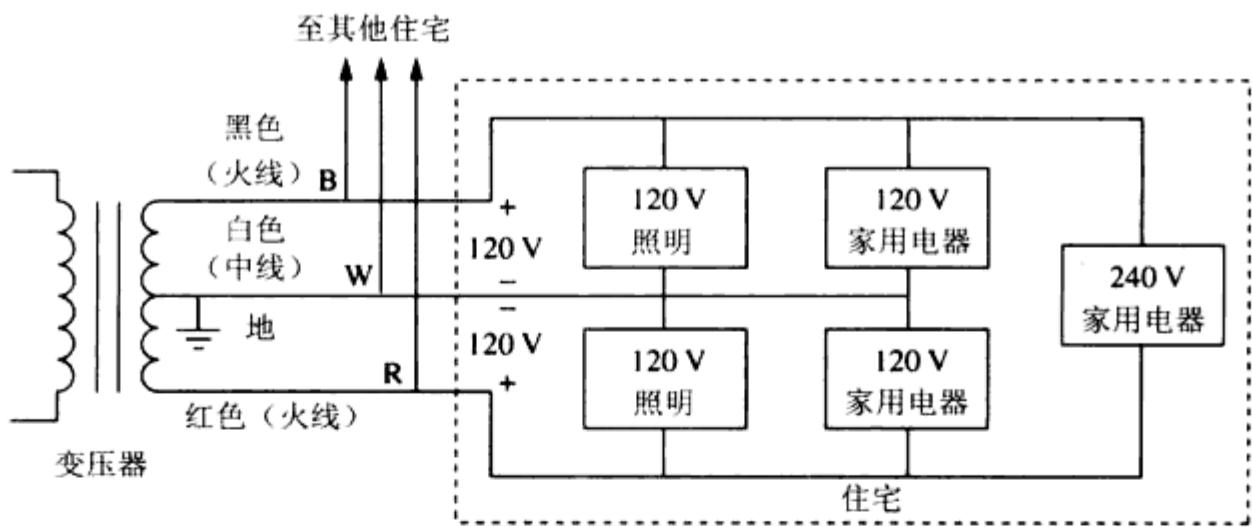 至其他住宅
黑色
（火线）
B
白色
（中线）
W
地
R
红色（火线）
变压器
+
120 V
−
−
120 V
+
120 V
照明
120 V
家用电器
240 V
家用电器
120 V
照明
120 V
家用电器
住宅